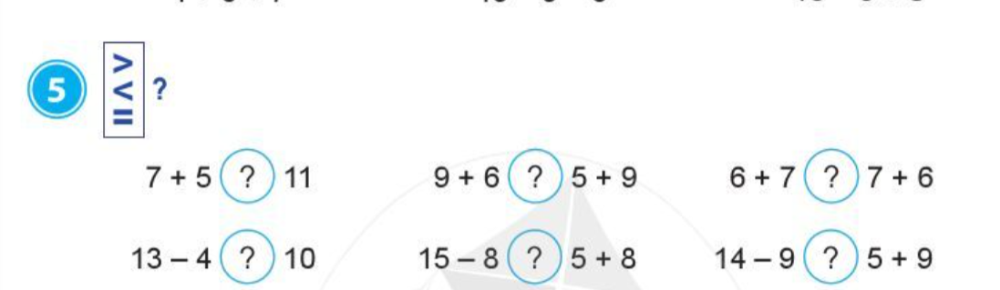 5 > < = ?
7 + 5 ? 11 9 + 6 ? 5 + 9 6 + 7 ? 7 + 6
13 – 4 ? 10 15 – 8 ? 5 + 8 14 – 9 ? 5 + 9